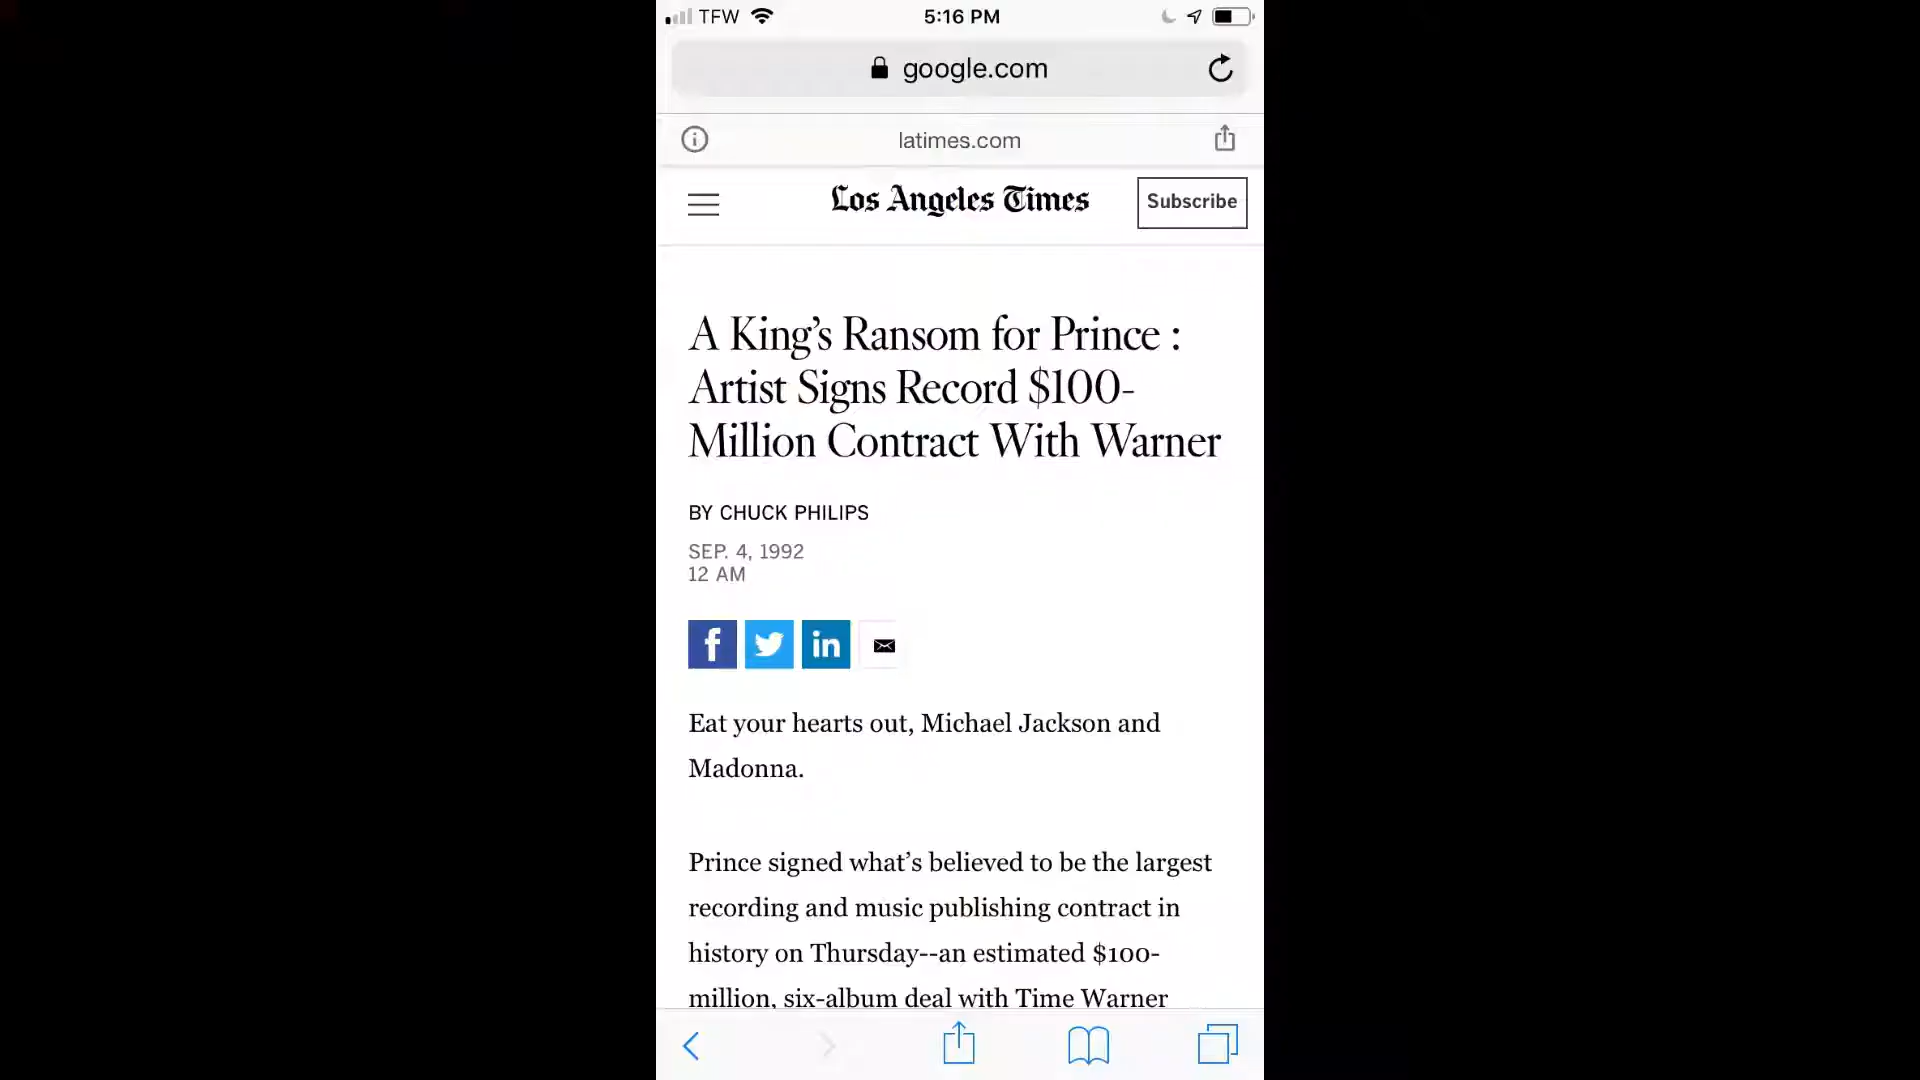 TFW 5:16 PM
google.com
latimes.com
Los Angeles Times Subscribe
A King’s Ransom for Prince :
Artist Signs Record $100-
Million Contract With Warner
BY CHUCK PHILIPS
SEP. 4, 1992
12 AM
f in
Eat your hearts out, Michael Jackson and
Madonna.
Prince signed what’s believed to be the largest
recording and music publishing contract in
history on Thursday--an estimated $100-
million, six-album deal with Time Warner